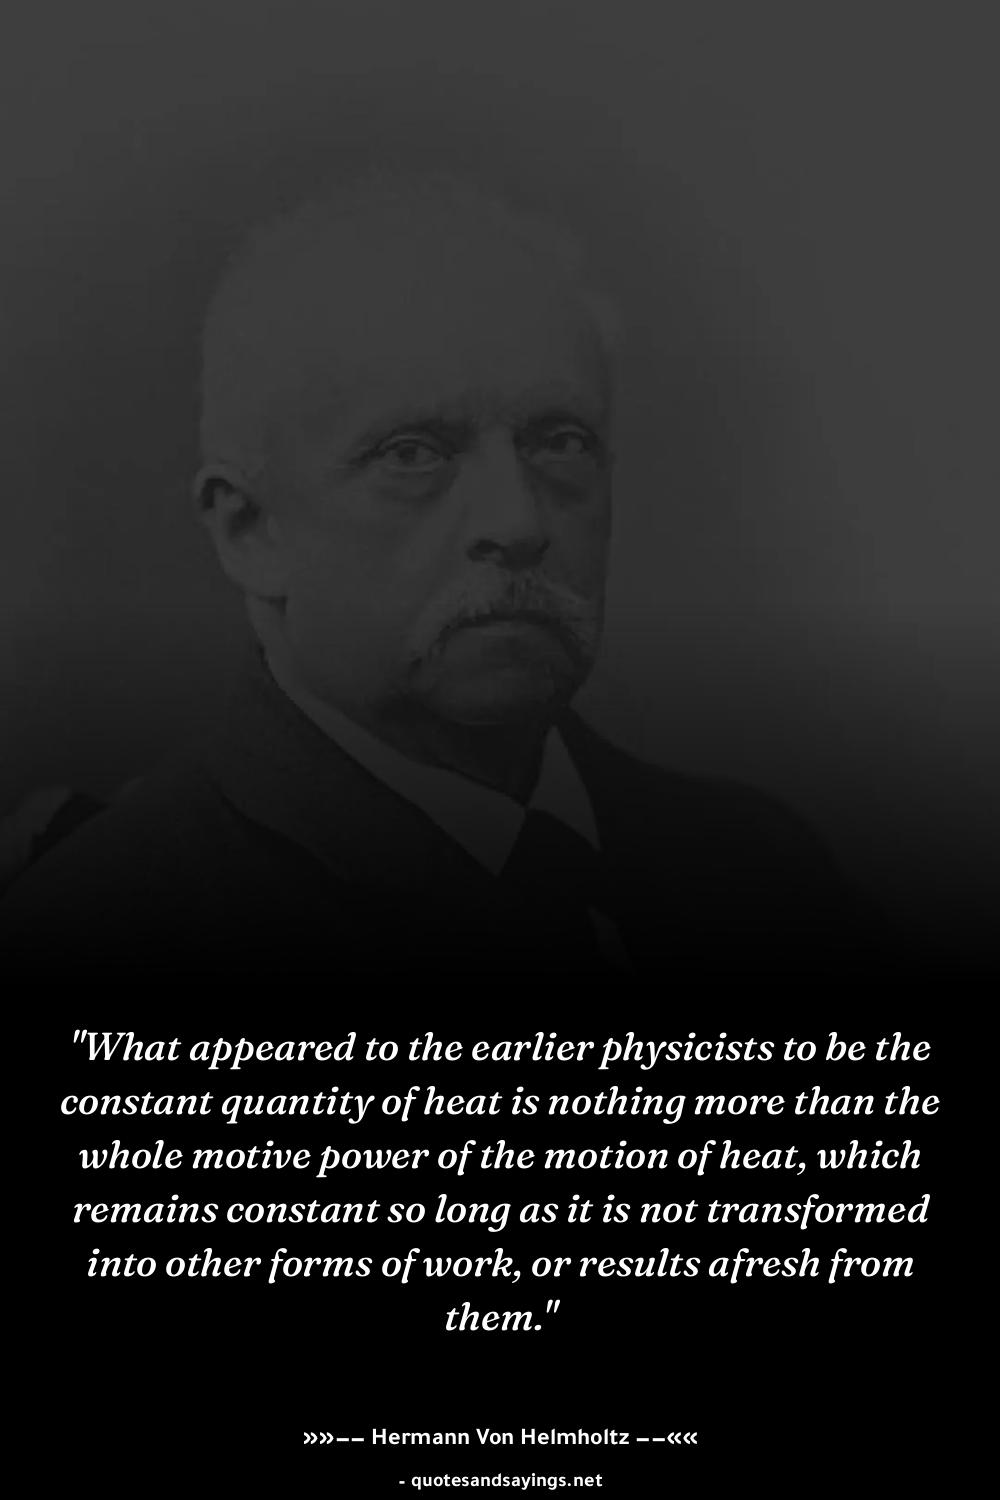 "What appeared to the earlier physicists to be the
constant quantity of heat is nothing more than the
whole motive power of the motion of heat, which
remains constant so long as it is not transformed
into other forms of work, or results afresh from
them."
»»−− Hermann Von Helmholtz −−««
- quotesandsayings.net